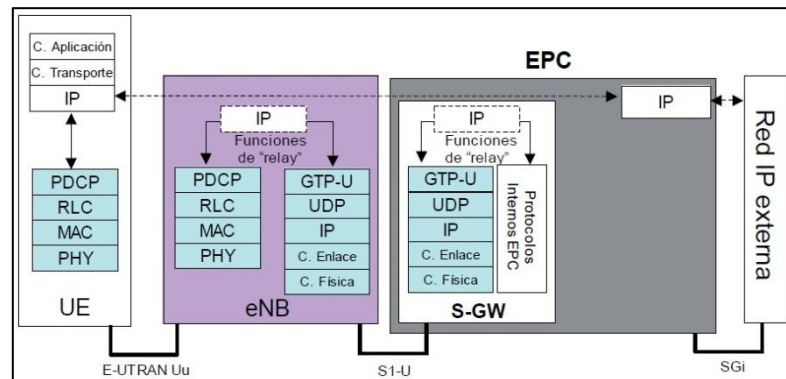 C. Aplicación
C. Transporte
IP
PDCP
RLC
MAC
PHY
UE
IP
Funciones
de "relay"
PDCP
RLC
MAC
PHY
GTP-U
UDP
IP
C. Enlace
C. Física
eNB
EPC
IP
Funciones
de "relay"
GTP-U
UDP
IP
C. Enlace
C. Física
Protocolos
Internos EPC
S-GW
IP
Red IP externa
E-UTRAN Uu
S1-U
SGi